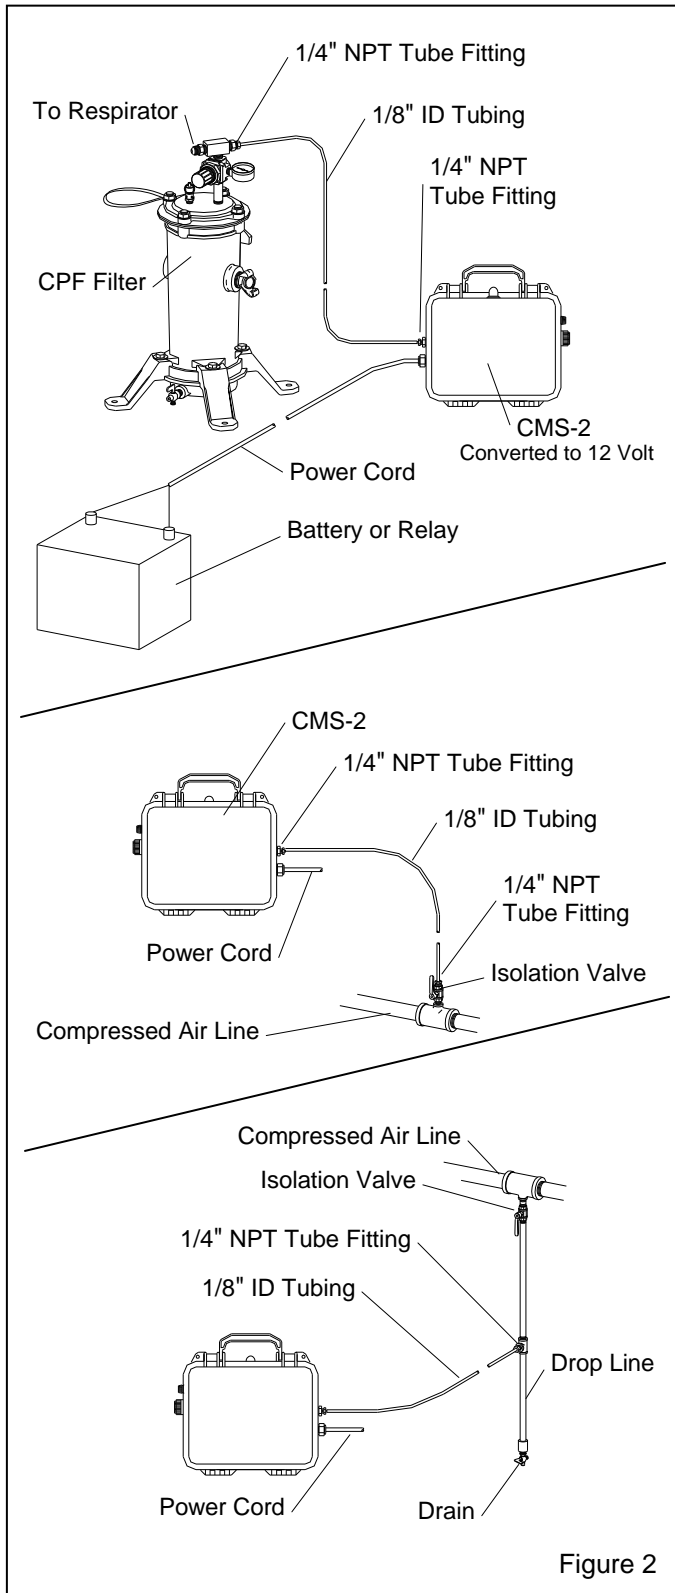 1/4" NPT Tube Fitting
To Respirator
1/8" ID Tubing
1/4" NPT
Tube Fitting
CPF Filter
CMS-2
Converted to 12 Volt
Power Cord
Battery or Relay
CMS-2
1/4" NPT Tube Fitting
1/8" ID Tubing
1/4" NPT
Tube Fitting
Power Cord
Isolation Valve
Compressed Air Line
Compressed Air Line
Isolation Valve
1/4" NPT Tube Fitting
1/8" ID Tubing
Drop Line
Power Cord
Drain
Figure 2